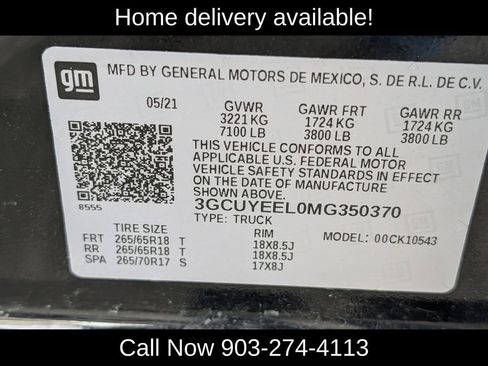 Home delivery available!
gm
MFD BY GENERAL MOTORS DE MEXICO, S. DE R.L. DE C.V.
05/21 GVWR GAWR FRT GAWR RR
3221 KG 1724 KG 1724 KG
7100 LB 3800 LB 3800 LB
THIS VEHICLE CONFORMS TO ALL
APPLICABLE U.S. FEDERAL MOTOR
VEHICLE SAFETY STANDARDS IN EFFECT
ON THE DATE OF MANUFACTURE
SHOWN ABOVE.
8555
3GCUYEEL0MG350370
TYPE: TRUCK
TIRE SIZE RIM MODEL: 00CK10543
FRT 265/65R18 T 18X8.5J
RR 265/65R18 T 18X8.5J
SPA 265/70R17 S 17X8J
Call Now 903-274-4113